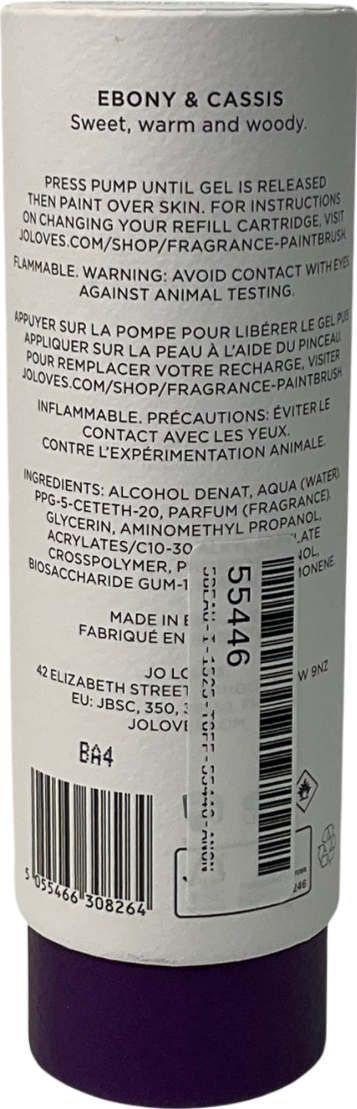 EBONY & CASSIS
Sweet, warm and woody.
PRESS PUMP UNTIL GEL IS RELEASED
THEN PAINT OVER SKIN. FOR INSTRUCTIONS
ON CHANGING YOUR REFILL CARTRIDGE, VISIT
JOLOVES.COM/SHOP/FRAGRANCE-PAINTBRUSH.
FLAMMABLE. WARNING: AVOID CONTACT WITH EYES.
AGAINST ANIMAL TESTING.
APPUYER SUR LA POMPE POUR LIBÉRER LE GEL PUIS
APPLIQUER SUR LA PEAU À L'AIDE DU PINCEAU.
POUR REMPLACER VOTRE RECHARGE, VISITER
JOLOVES.COM/SHOP/FRAGRANCE-PAINTBRUSH
INFLAMMABLE. PRÉCAUTIONS: ÉVITER LE
CONTACT AVEC LES YEUX.
CONTRE L'EXPÉRIMENTATION ANIMALE.
INGREDIENTS: ALCOHOL DENAT, AQUA (WATER),
PPG-5-CETETH-20, PARFUM (FRAGRANCE),
GLYCERIN, AMINOMETHYL PROPANOL,
ACRYLATES/C10-30 LATE
CROSSPOLYMER, P NOL,
BIOSACCHARIDE GUM-1 MONENE
MADE IN E
FABRIQUÉ EN
JO LO
42 ELIZABETH STREET W 9NZ
EU: JBSC, 350, 3
JOLOVE
BA4
5 055466 308264
55446
246